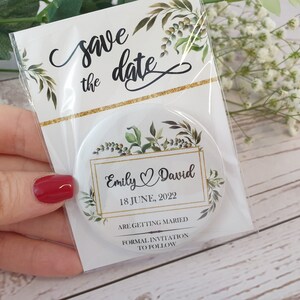 save
the date
Emily ♡ David
18 JUNE, 2022
ARE GETTING MARIED
FORMAL INVITATION
TO FOLLOW